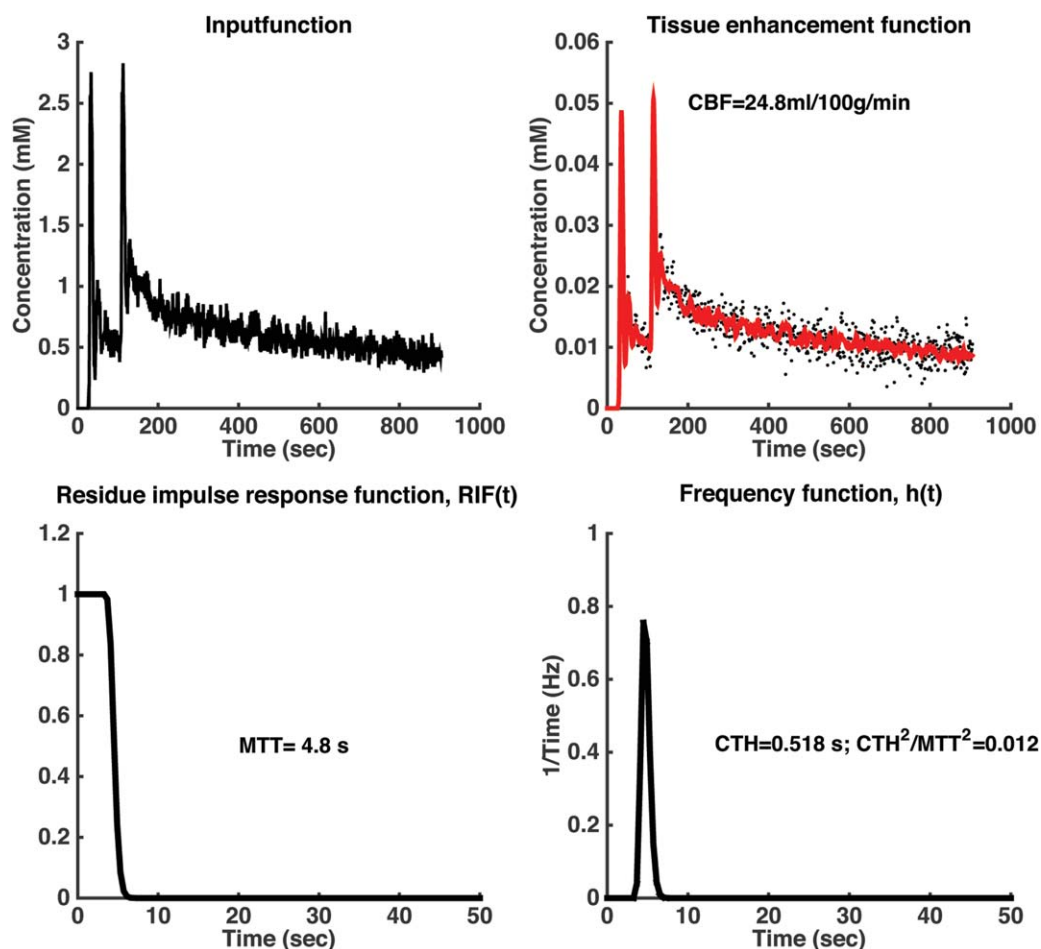 Inputfunction
3
2.5
2
1.5
1
0.5
0
Concentration (mM)
0 200 400 600 800 1000
Time (sec)
Tissue enhancement function
CBF=24.8ml/100g/min
0.06
0.05
0.04
0.03
0.02
0.01
0
Concentration (mM)
0 200 400 600 800 1000
Time (sec)
Residue impulse response function, RIF(t)
1.2
1
0.8
0.6
0.4
0.2
0
MTT= 4.8 s
0 10 20 30 40 50
Time (sec)
Frequency function, h(t)
1
0.8
0.6
0.4
0.2
0
1/Time (Hz)
CTH=0.518 s; CTH²/MTT²=0.012
0 10 20 30 40 50
Time (sec)